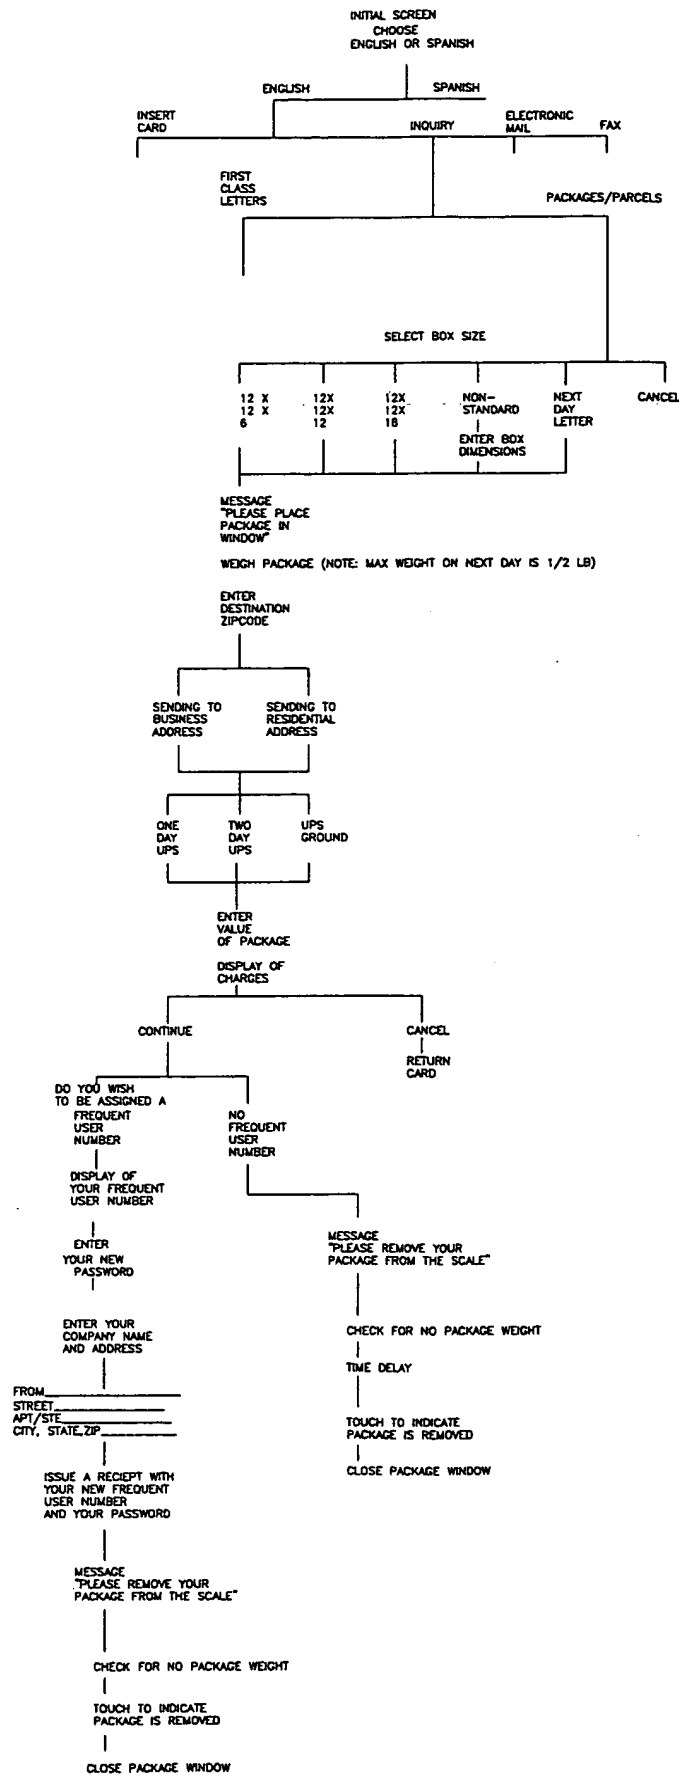 INITIAL SCREEN
CHOOSE
ENGLISH OR SPANISH
ENGLISH
SPANISH
INSERT
CARD
INQUIRY
ELECTRONIC
MAIL
FAX
FIRST
CLASS
LETTERS
PACKAGES/PARCELS
SELECT BOX SIZE
12 X
12 X
6
12X
12X
12
12X
12X
18
NON-
STANDARD
ENTER BOX
DIMENSIONS
NEXT
DAY
LETTER
CANCEL
MESSAGE
"PLEASE PLACE
PACKAGE IN
WINDOW"
WEIGH PACKAGE (NOTE: MAX WEIGHT ON NEXT DAY IS 1/2 LB)
ENTER
DESTINATION
ZIPCODE
SENDING TO
BUSINESS
ADDRESS
SENDING TO
RESIDENTIAL
ADDRESS
ONE
DAY
UPS
TWO
DAY
UPS
UPS
GROUND
ENTER
VALUE
OF PACKAGE
DISPLAY OF
CHARGES
CONTINUE
CANCEL
RETURN
CARD
DO YOU WISH
TO BE ASSIGNED A
FREQUENT
USER
NUMBER
NO
FREQUENT
USER
NUMBER
DISPLAY OF
YOUR FREQUENT
USER NUMBER
ENTER
YOUR NEW
PASSWORD
ENTER YOUR
COMPANY NAME
AND ADDRESS
FROM
STREET
APT/STE
CITY, STATE,ZIP
ISSUE A RECIEPT WITH
YOUR NEW FREQUENT
USER NUMBER
AND YOUR PASSWORD
MESSAGE
"PLEASE REMOVE YOUR
PACKAGE FROM THE SCALE"
CHECK FOR NO PACKAGE WEIGHT
TOUCH TO INDICATE
PACKAGE IS REMOVED
CLOSE PACKAGE WINDOW
MESSAGE
"PLEASE REMOVE YOUR
PACKAGE FROM THE SCALE"
CHECK FOR NO PACKAGE WEIGHT
TIME DELAY
TOUCH TO INDICATE
PACKAGE IS REMOVED
CLOSE PACKAGE WINDOW